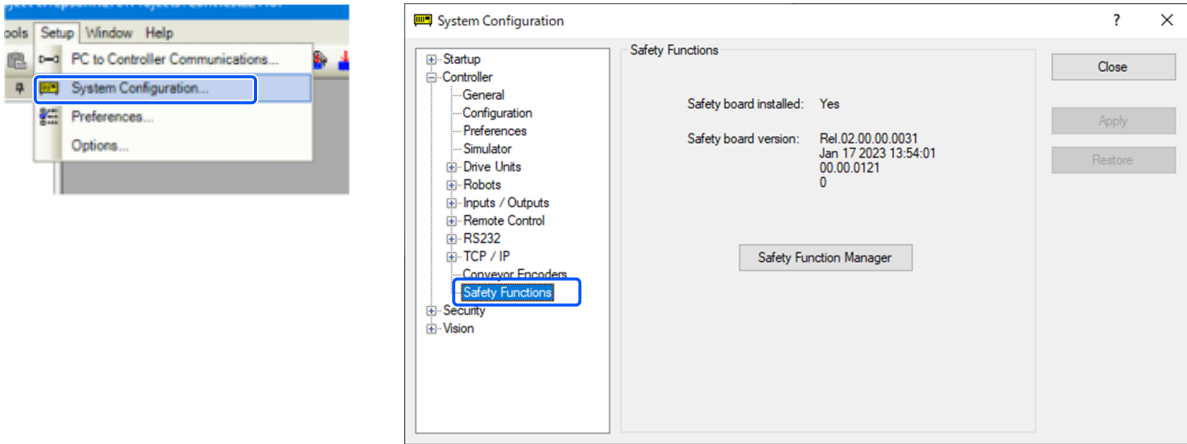 ools Setup Window Help
PC to Controller Communications...
System Configuration...
Preferences...
Options...
System Configuration
?
Startup
Controller
General
Configuration
Preferences
Simulator
Drive Units
Robots
Inputs / Outputs
Remote Control
RS232
TCP / IP
Conveyor Encoders
Safety Functions
Security
Vision
Safety Functions
Safety board installed: Yes
Safety board version: Rel.02.00.00.0031
Jan 17 2023 13:54:01
00.00.0121
0
Safety Function Manager
Close
Apply
Restore